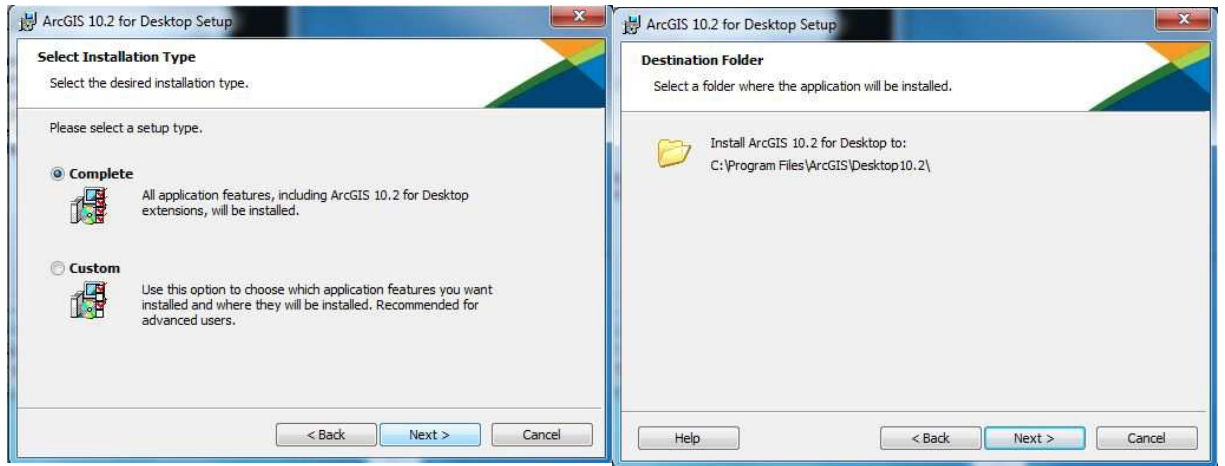 ArcGIS 10.2 for Desktop Setup
Select Installation Type
Select the desired installation type.
Please select a setup type.
Complete
All application features, including ArcGIS 10.2 for Desktop
extensions, will be installed.
Custom
Use this option to choose which application features you want
installed and where they will be installed. Recommended for
advanced users.
< Back
Next >
Cancel
ArcGIS 10.2 for Desktop Setup
Destination Folder
Select a folder where the application will be installed.
Install ArcGIS 10.2 for Desktop to:
C:\Program Files\ArcGIS\Desktop10.2\
Help
< Back
Next >
Cancel